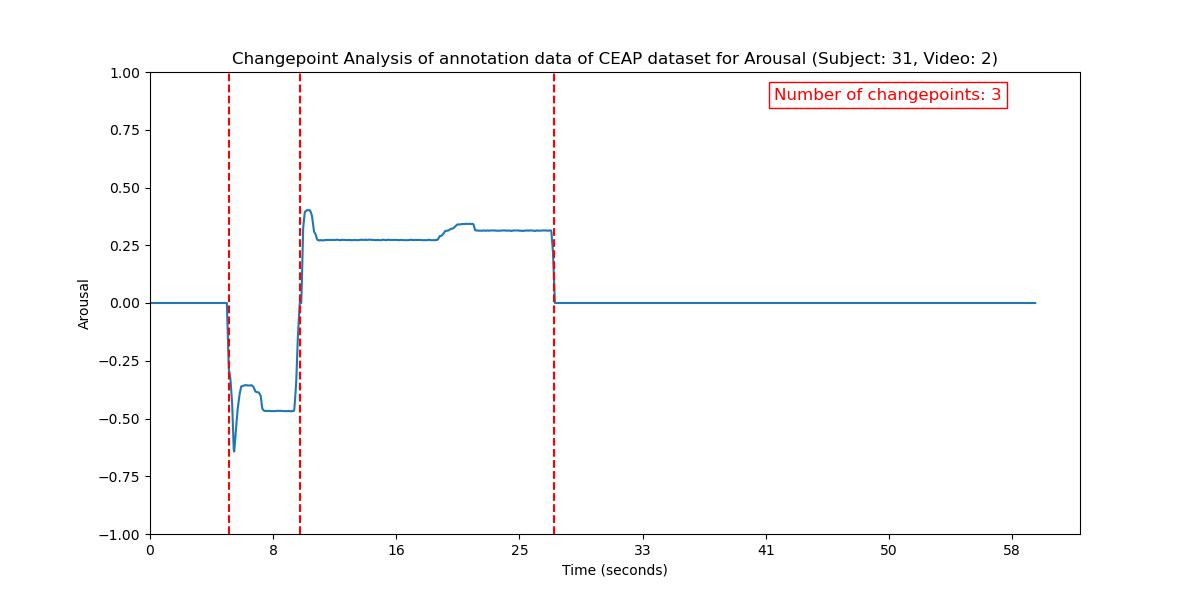 Changepoint Analysis of annotation data of CEAP dataset for Arousal (Subject: 31, Video: 2)
Number of changepoints: 3
1.00
0.75
0.50
0.25
0.00
−0.25
−0.50
−0.75
−1.00
Arousal
0 8 16 25 33 41 50 58
Time (seconds)